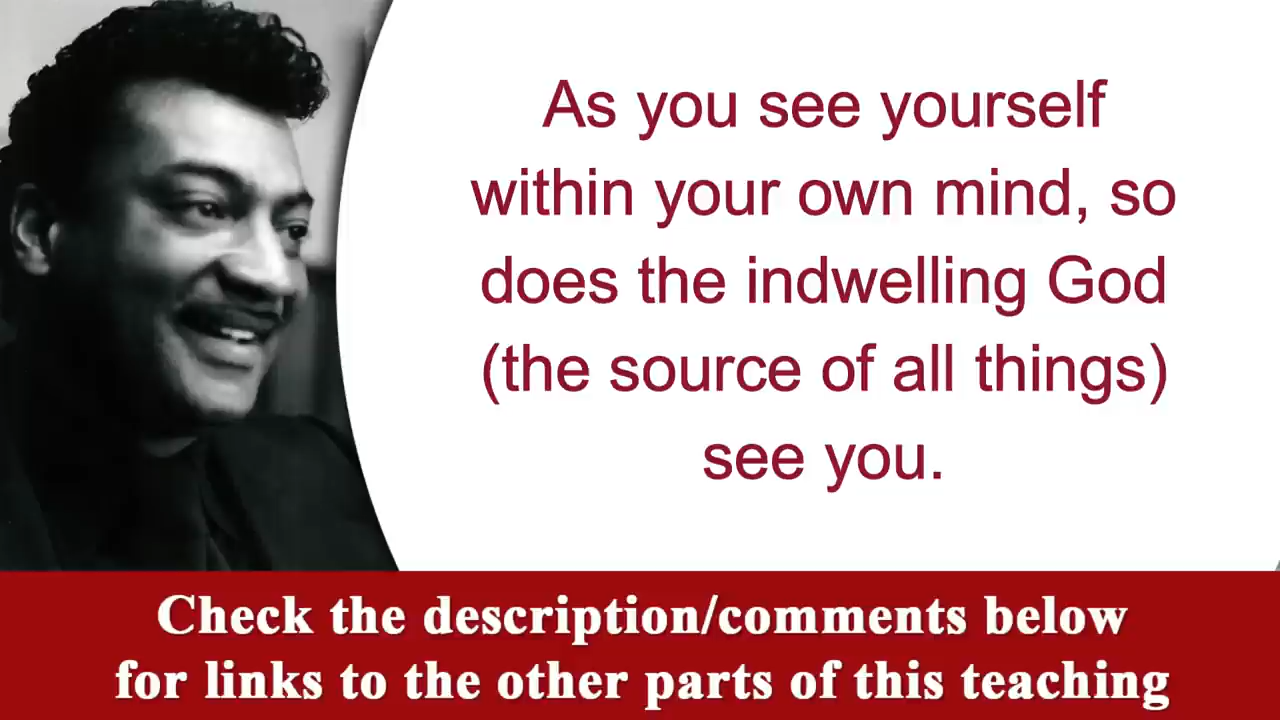 As you see yourself
within your own mind, so
does the indwelling God
(the source of all things)
see you.
Check the description/comments below
for links to the other parts of this teaching